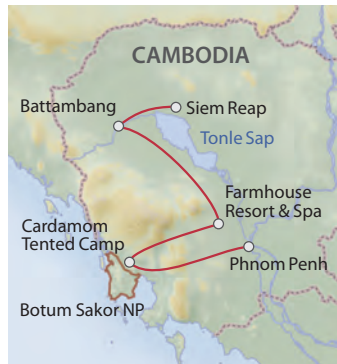 CAMBODIA
Battambang
Siem Reap
Tonle Sap
Farmhouse
Resort & Spa
Cardamom
Tented Camp
Phnom Penh
Botum Sakor NP